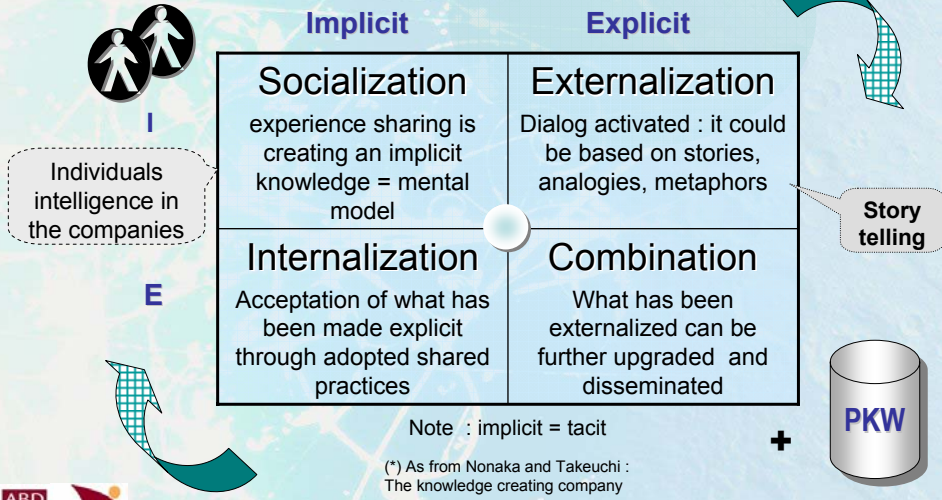 Implicit
Explicit
I
Individuals
intelligence in
the companies
Socialization
experience sharing is
creating an implicit
knowledge = mental
model
Externalization
Dialog activated : it could
be based on stories,
analogies, metaphors
Story
telling
E
Internalization
Acceptation of what has
been made explicit
through adopted shared
practices
Combination
What has been
externalized can be
further upgraded and
disseminated
PKW
+
Note : implicit = tacit
(*) As from Nonaka and Takeuchi :
The knowledge creating company
ABD